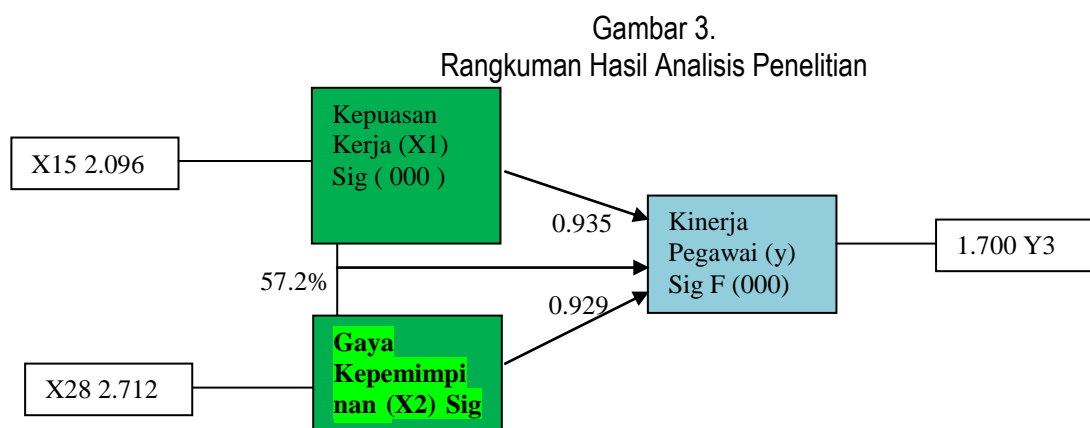 Gambar 3.
Rangkuman Hasil Analisis Penelitian
Kepuasan
Kerja (X1)
Sig ( 000 )
X15 2.096
0.935
Kinerja
Pegawai (y)
Sig F (000)
1.700 Y3
57.2%
0.929
Gaya
Kepemimpi
nan (X2) Sig
X28 2.712